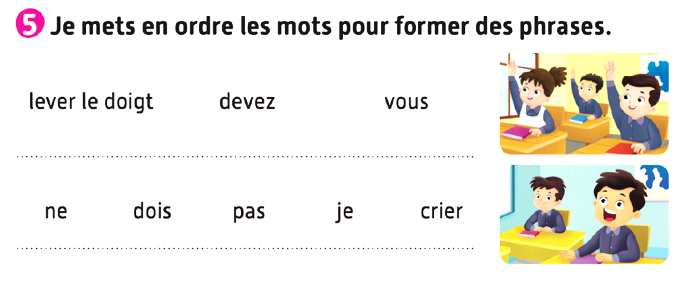 5 Je mets en ordre les mots pour former des phrases.
lever le doigt devez vous
ne dois pas je crier